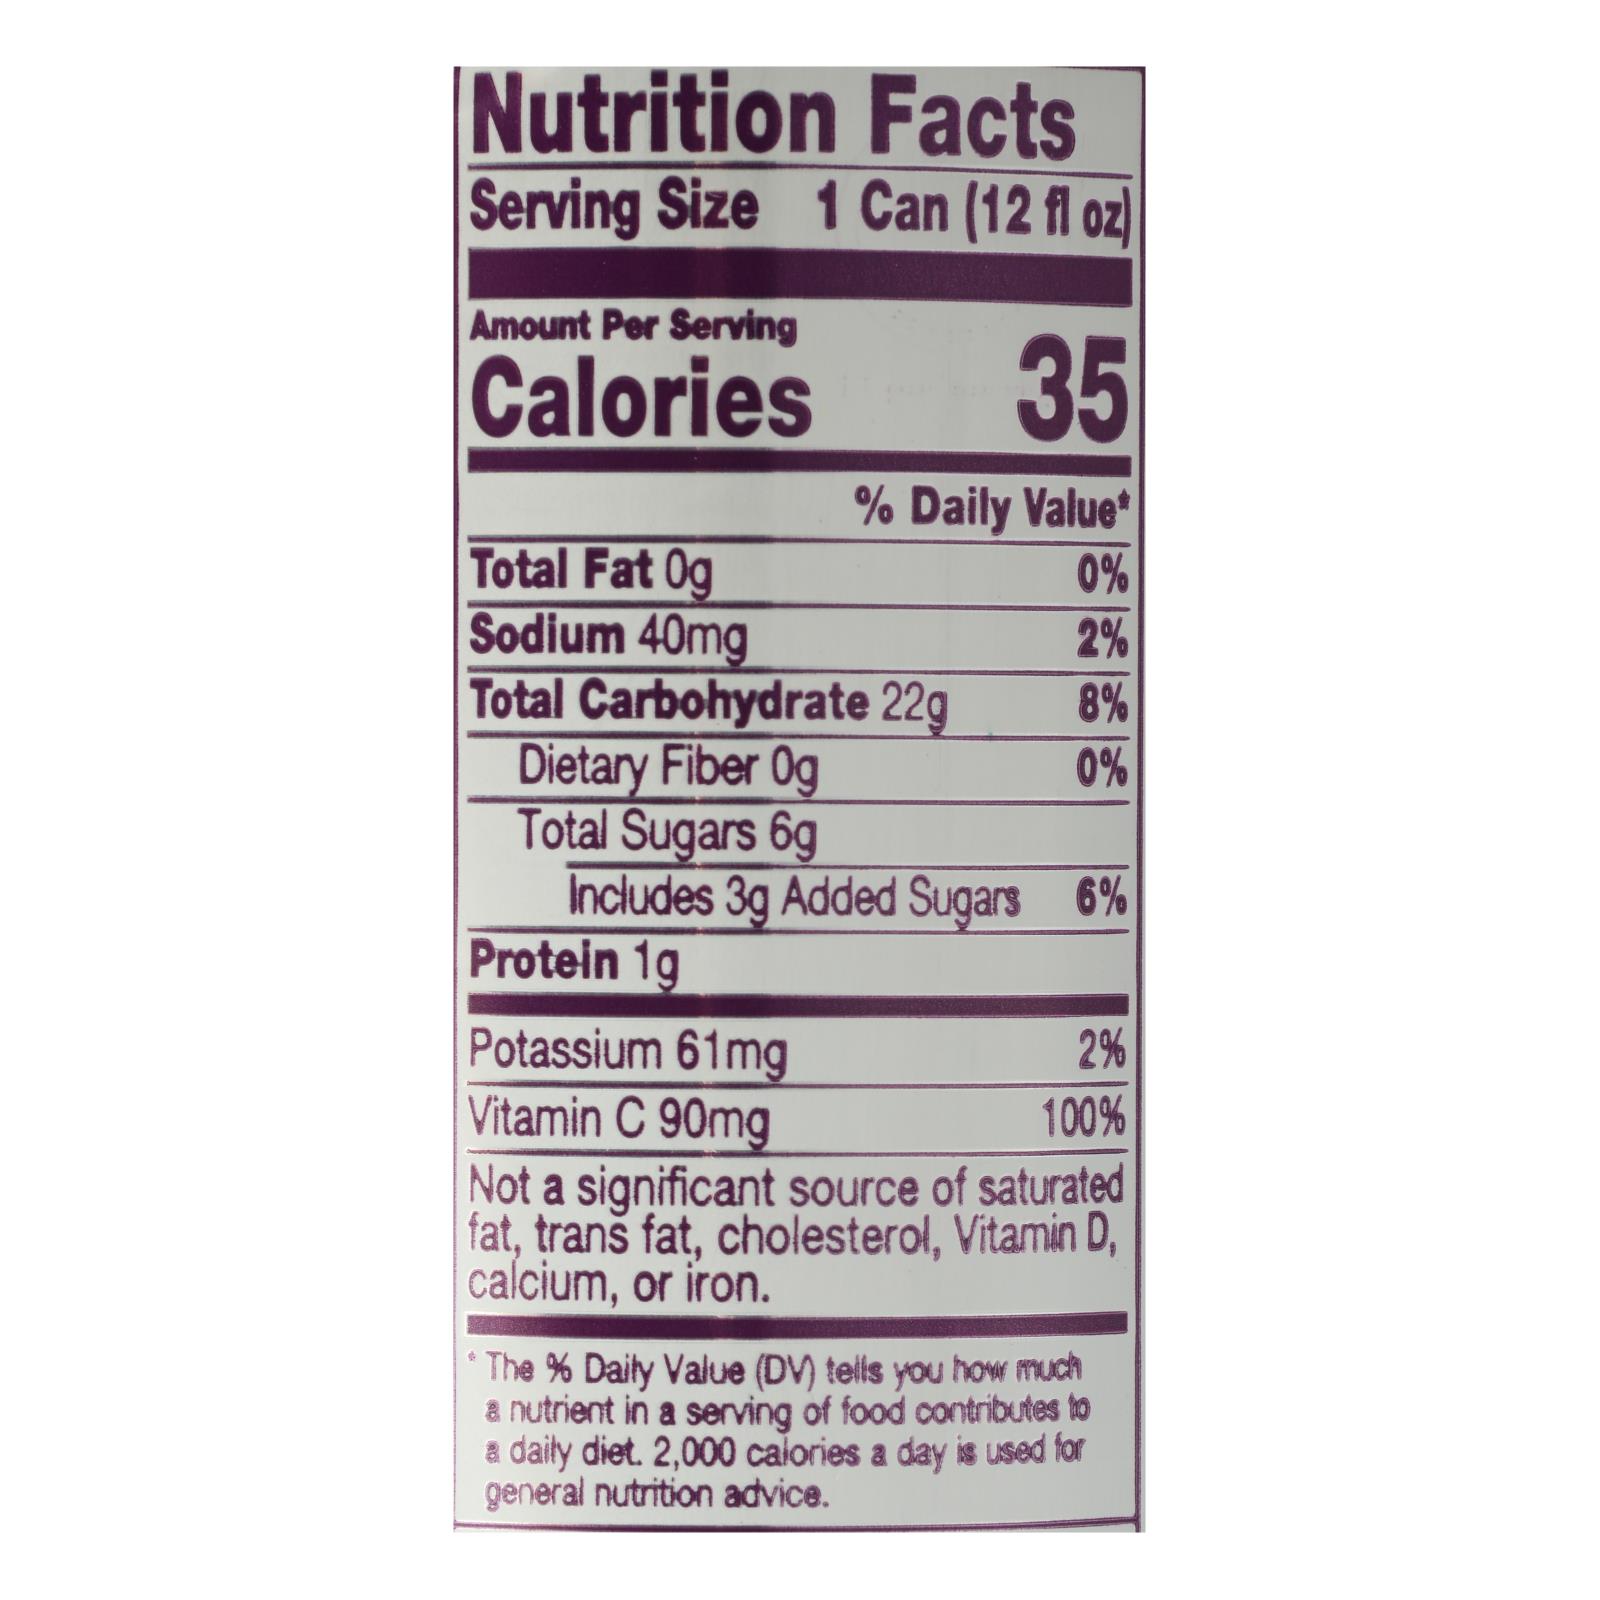 Nutrition Facts
Serving Size 1 Can (12 fl oz)
Amount Per Serving
Calories 35
% Daily Value*
Total Fat 0g 0%
Sodium 40mg 2%
Total Carbohydrate 22g 8%
Dietary Fiber 0g 0%
Total Sugars 6g
Includes 3g Added Sugars 6%
Protein 1g
Potassium 61mg 2%
Vitamin C 90mg 100%
Not a significant source of saturated
fat, trans fat, cholesterol, Vitamin D,
calcium, or iron.
* The % Daily Value (DV) tells you how much
a nutrient in a serving of food contributes to
a daily diet. 2,000 calories a day is used for
general nutrition advice.